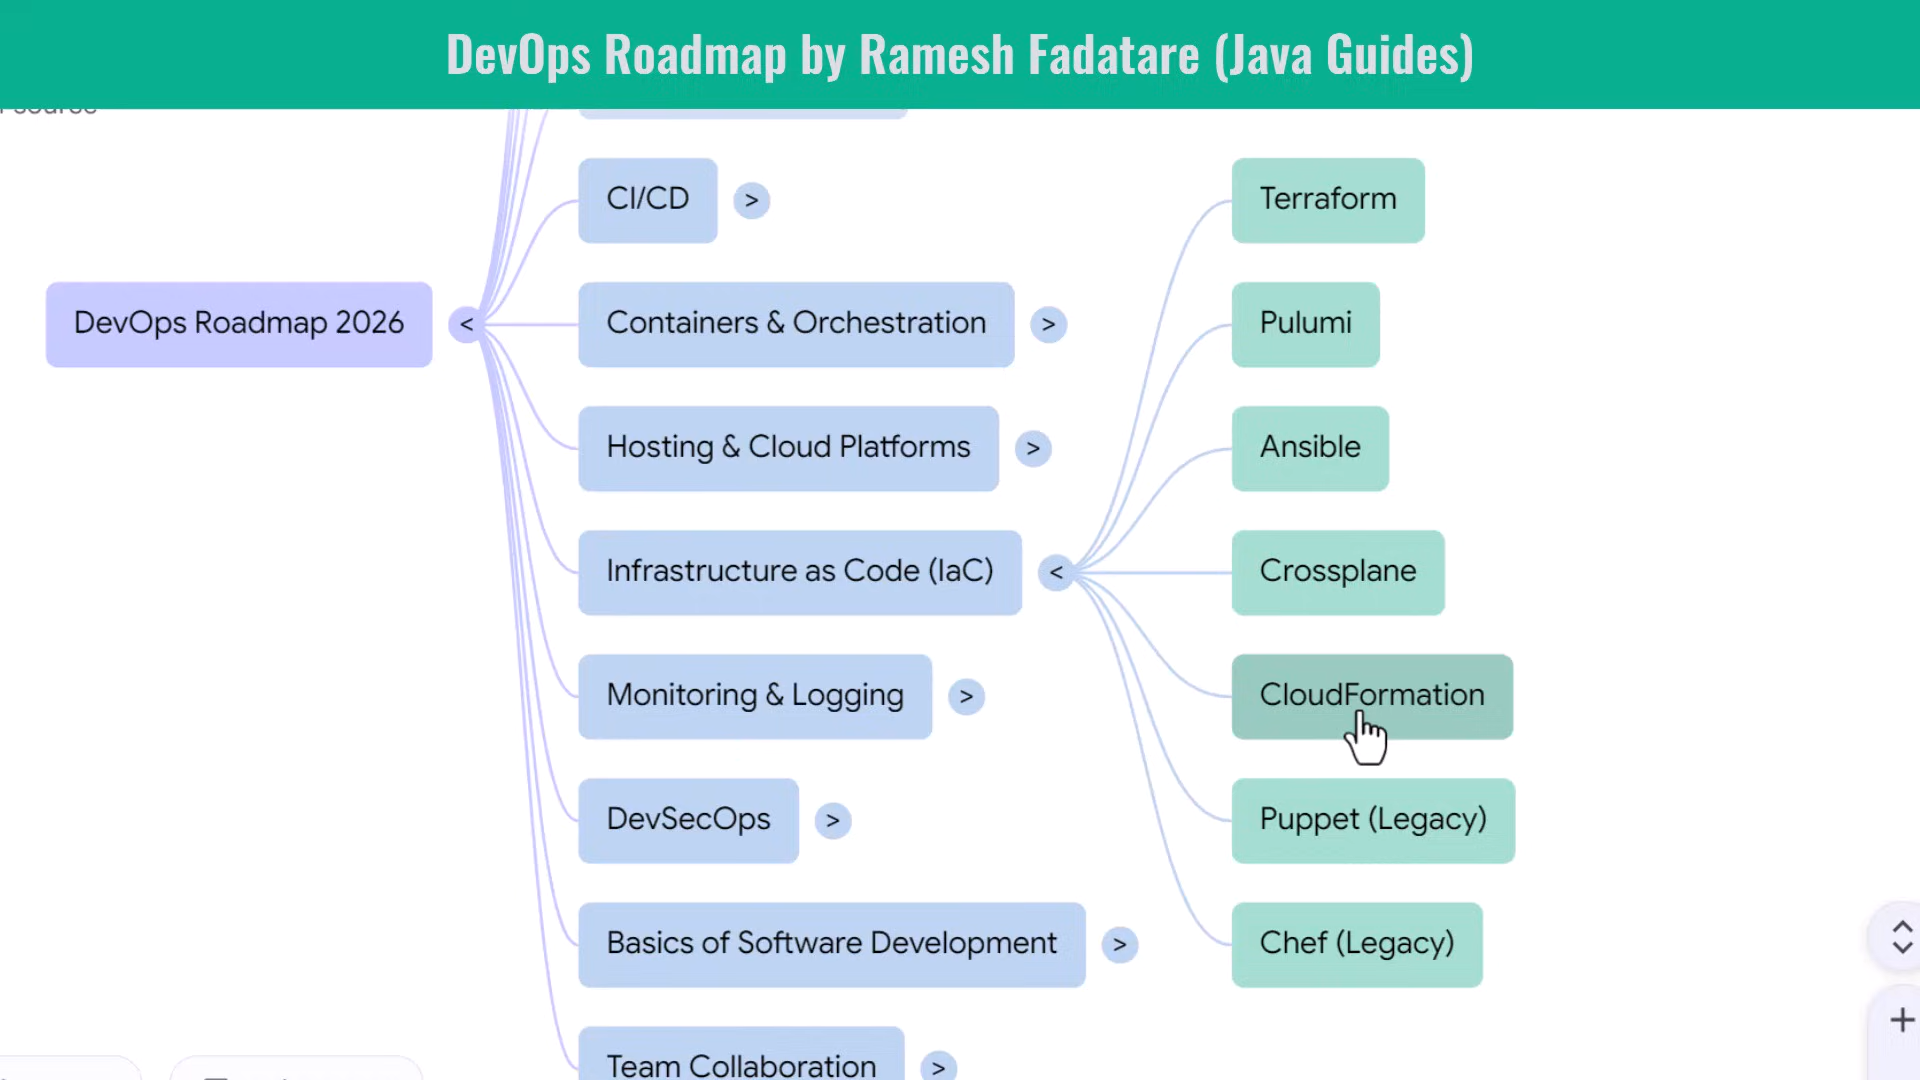 DevOps Roadmap by Ramesh Fadatare (Java Guides)
source
CI/CD
>
Terraform
DevOps Roadmap 2026
<
Containers & Orchestration
>
Pulumi
Hosting & Cloud Platforms
>
Ansible
Infrastructure as Code (IaC)
<
Crossplane
Monitoring & Logging
>
CloudFormation
DevSecOps
>
Puppet (Legacy)
Basics of Software Development
>
Chef (Legacy)
Team Collaboration
>